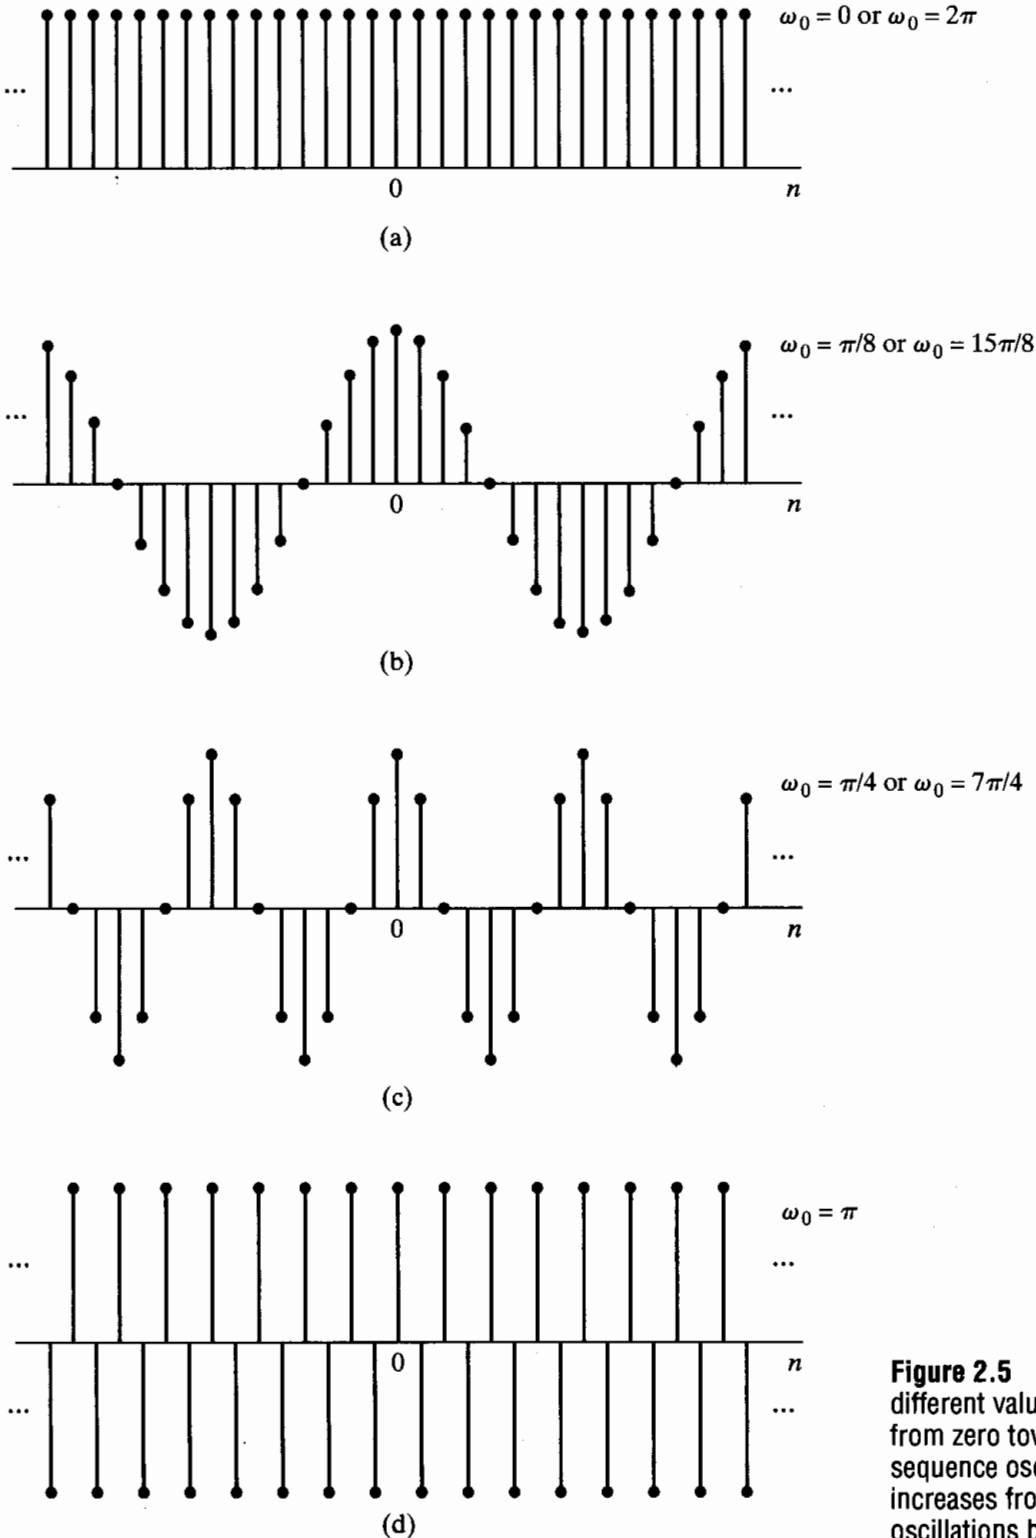 ω₀ = 0 or ω₀ = 2π
... ...
0 n
(a)
ω₀ = π/8 or ω₀ = 15π/8
... ...
0 n
(b)
ω₀ = π/4 or ω₀ = 7π/4
... ...
0 n
(c)
ω₀ = π
... ...
0 n
... ...
(d)
Figure 2.5
different valu
from zero tov
sequence osc
increases fro
oscillations b